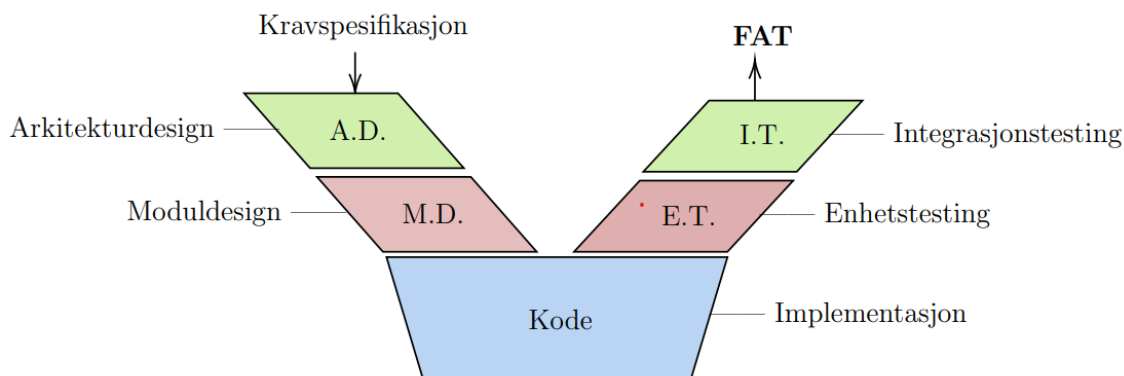 Kravspesifikasjon
FAT
Arkitekturdesign
A.D.
I.T.
Integrasjonstesting
Moduldesign
M.D.
E.T.
Enhetstesting
Kode
Implementasjon